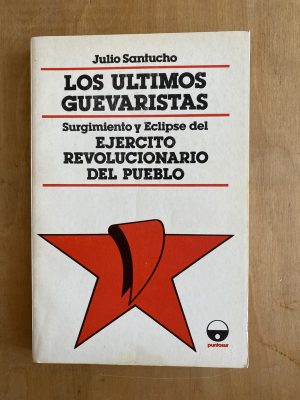 Julio Santucho
LOS ULTIMOS
GUEVARISTAS
Surgimiento y Eclipse del
EJERCITO
REVOLUCIONARIO
DEL PUEBLO
puntosur